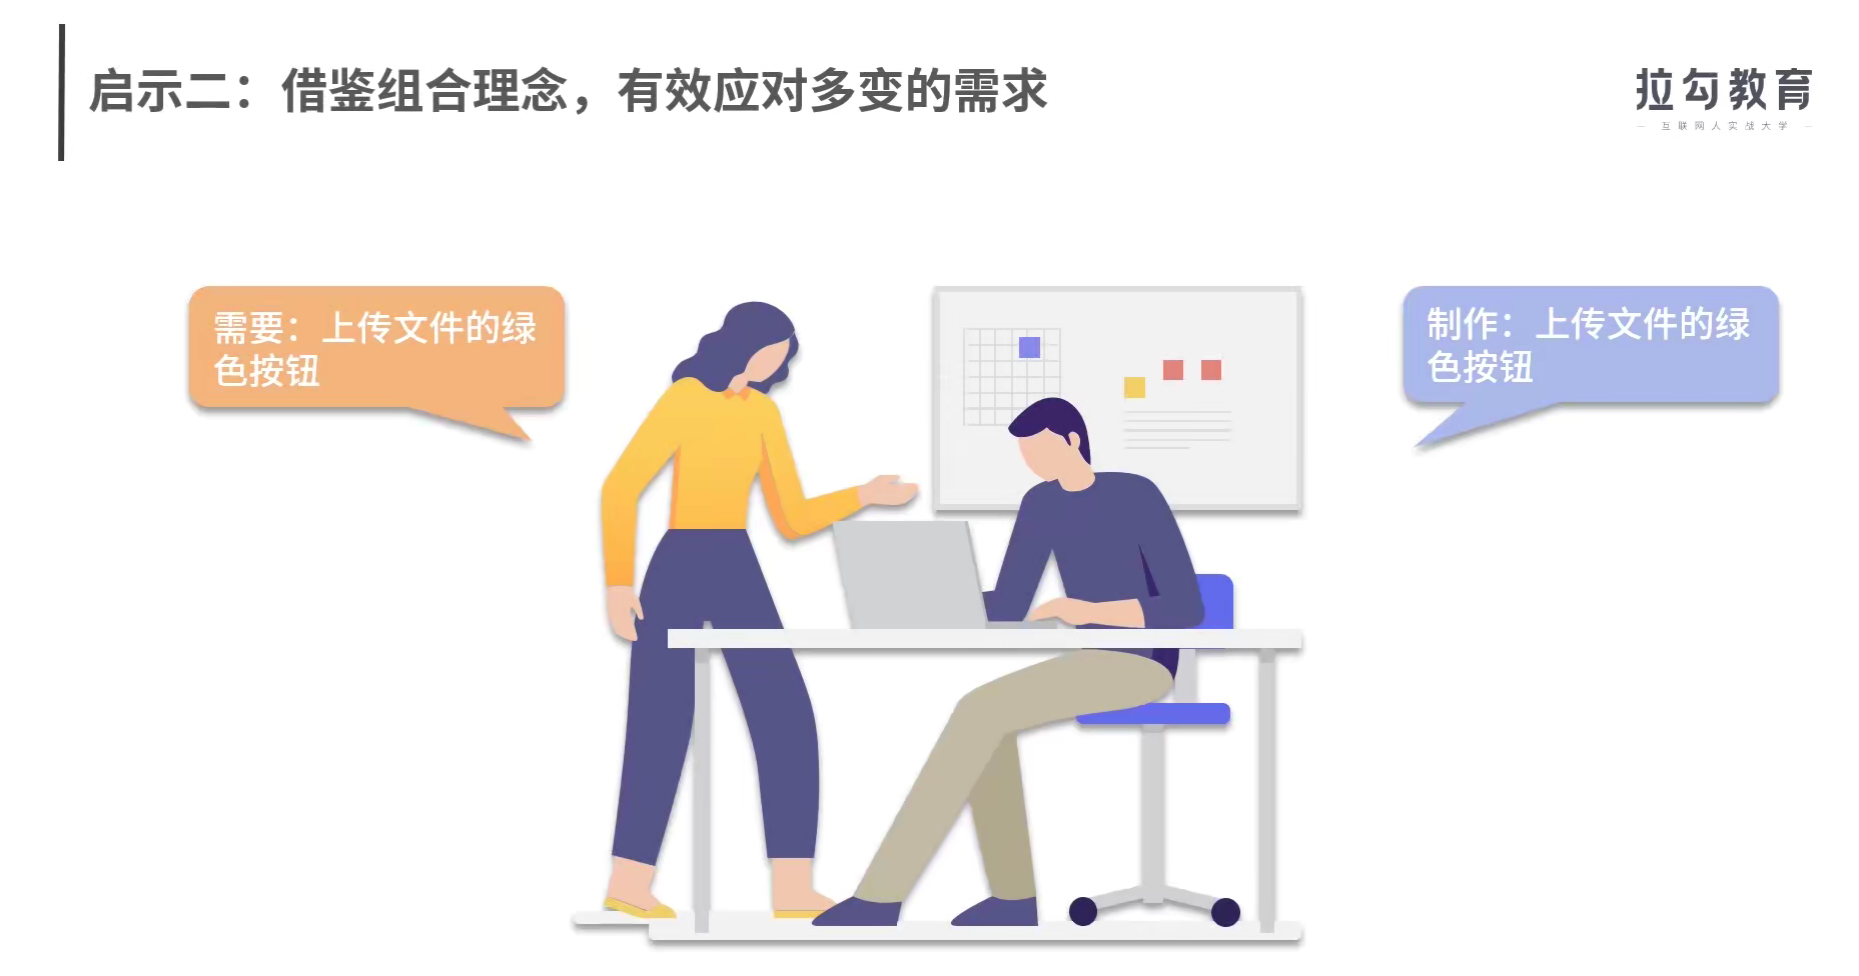 启示二：借鉴组合理念，有效应对多变的需求
拉勾教育
— 互联网人实战大学 —
需要：上传文件的绿
色按钮
制作：上传文件的绿
色按钮